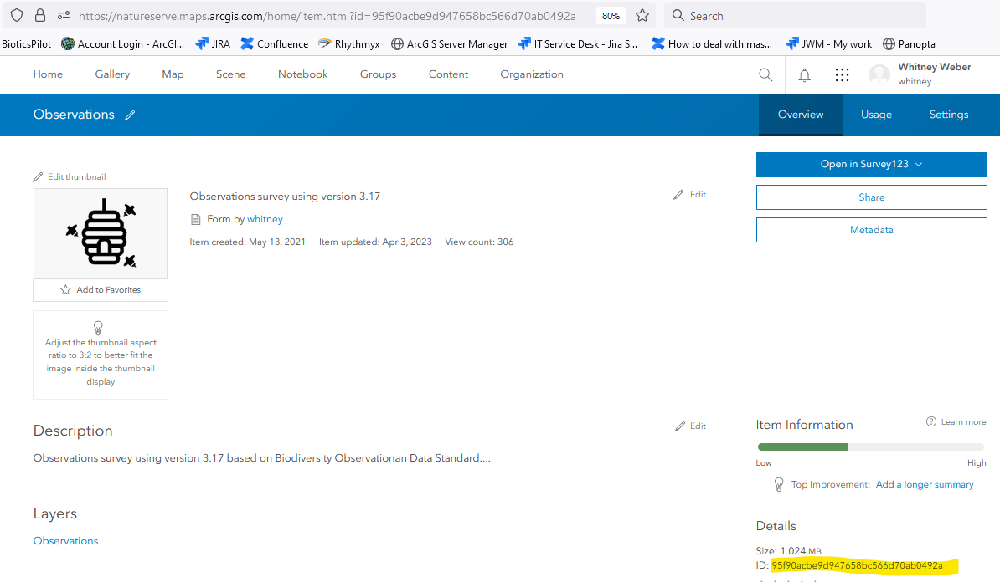 https://natureserve.maps.arcgis.com/home/item.html?id=95f90acbe9d947658bc566d70ab0492a 80% Search
BioticsPilot Account Login - ArcGI... JIRA Confluence Rhythmyx ArcGIS Server Manager IT Service Desk - Jira S... How to deal with mas... JWM - My work Panopta
Home Gallery Map Scene Notebook Groups Content Organization
Whitney Weber
whitney
Observations Overview Usage Settings
Edit thumbnail
Add to Favorites
Adjust the thumbnail aspect
ratio to 3:2 to better fit the
image inside the thumbnail
display
Observations survey using version 3.17 Edit
Form by whitney
Item created: May 13, 2021 Item updated: Apr 3, 2023 View count: 306
Open in Survey123
Share
Metadata
Description Edit
Observations survey using version 3.17 based on Biodiversity Observationan Data Standard....
Layers
Observations
Item Information Learn more
Low High
Top Improvement: Add a longer summary
Details
Size: 1.024 MB
ID: 95f90acbe9d947658bc566d70ab0492a